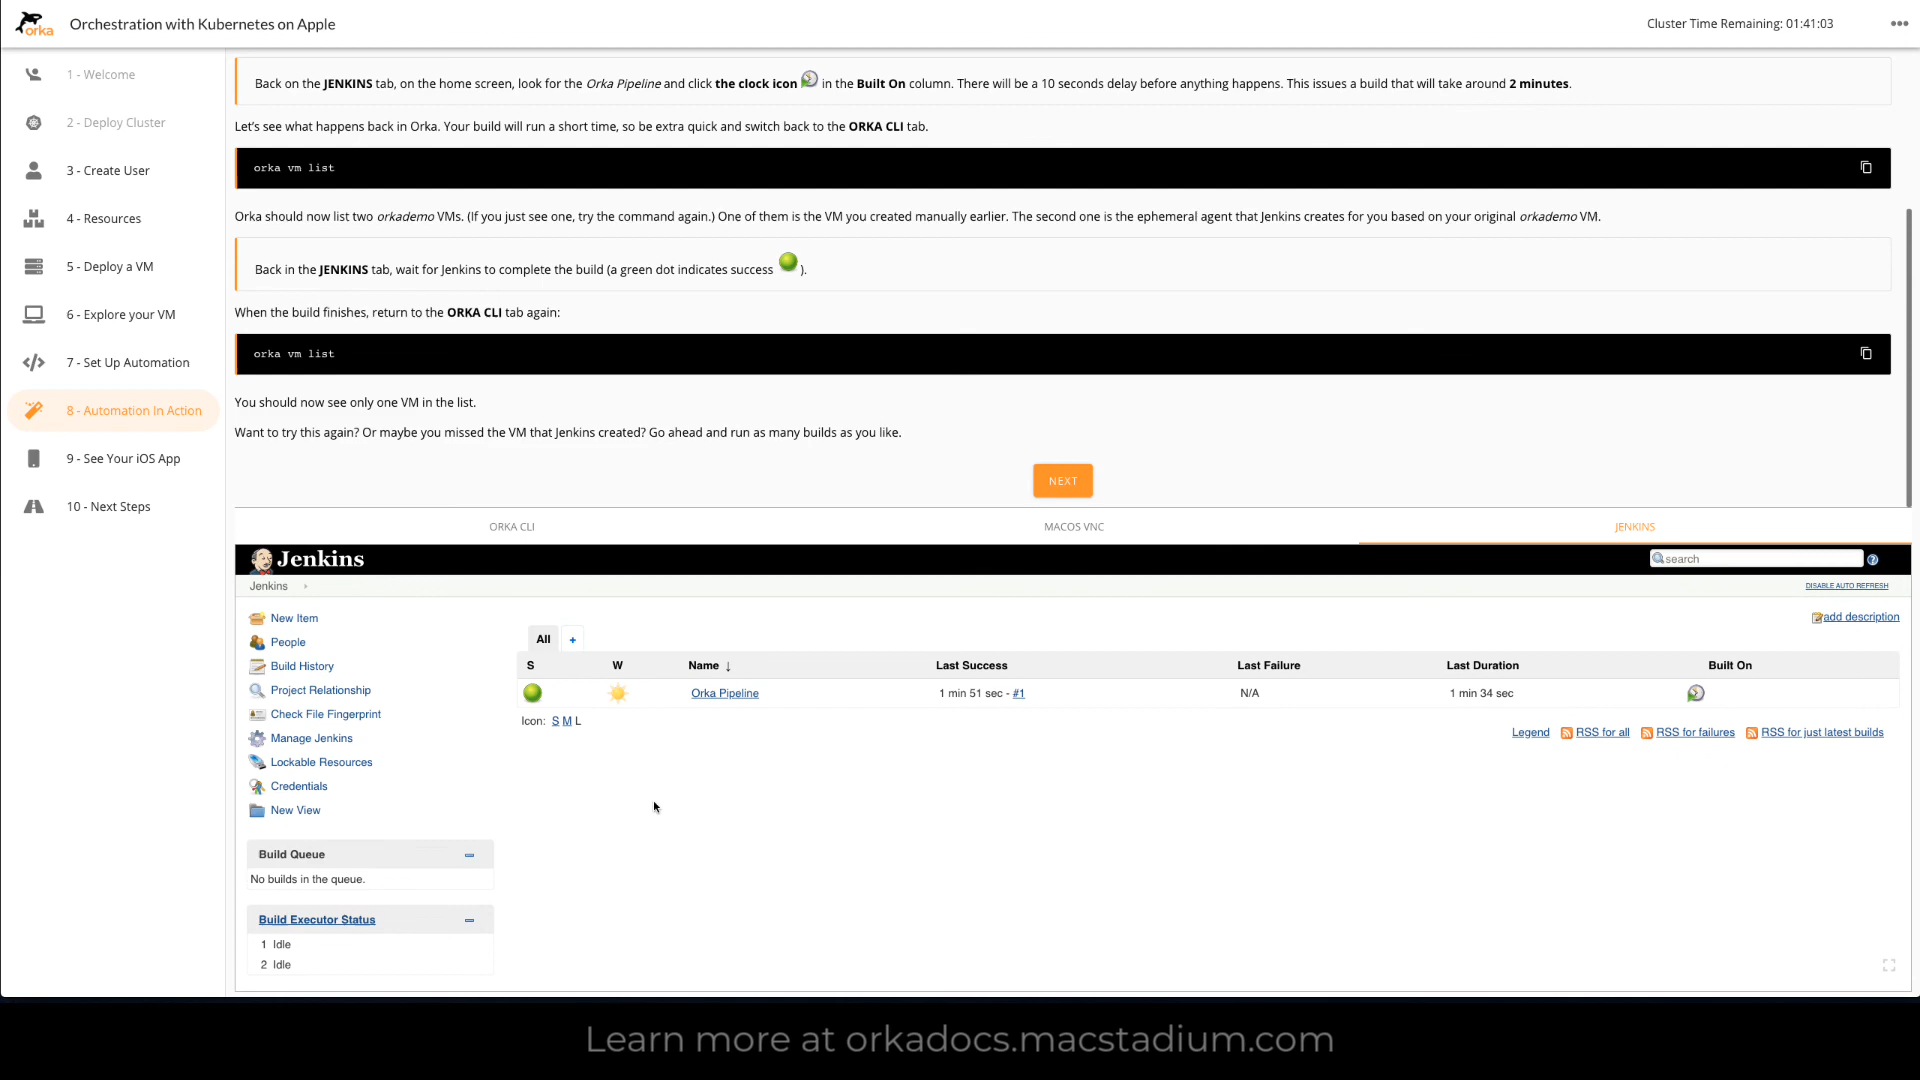 orka
Orchestration with Kubernetes on Apple
Cluster Time Remaining: 01:41:03
1 - Welcome
2 - Deploy Cluster
3 - Create User
4 - Resources
5 - Deploy a VM
6 - Explore your VM
7 - Set Up Automation
8 - Automation In Action
9 - See Your iOS App
10 - Next Steps
Back on the JENKINS tab, on the home screen, look for the Orka Pipeline and click the clock icon in the Built On column. There will be a 10 seconds delay before anything happens. This issues a build that will take around 2 minutes.
Let’s see what happens back in Orka. Your build will run a short time, so be extra quick and switch back to the ORKA CLI tab.
orka vm list
Orka should now list two orkademo VMs. (If you just see one, try the command again.) One of them is the VM you created manually earlier. The second one is the ephemeral agent that Jenkins creates for you based on your original orkademo VM.
Back in the JENKINS tab, wait for Jenkins to complete the build (a green dot indicates success ).
When the build finishes, return to the ORKA CLI tab again:
orka vm list
You should now see only one VM in the list.
Want to try this again? Or maybe you missed the VM that Jenkins created? Go ahead and run as many builds as you like.
NEXT
ORKA CLI
MACOS VNC
JENKINS
Jenkins
search
Jenkins
DISABLE AUTO REFRESH
New Item
People
Build History
Project Relationship
Check File Fingerprint
Manage Jenkins
Lockable Resources
Credentials
New View
Build Queue
No builds in the queue.
Build Executor Status
1 Idle
2 Idle
add description
All +
S W Name ↓ Last Success Last Failure Last Duration Built On
Orka Pipeline 1 min 51 sec - #1 N/A 1 min 34 sec
Icon: S M L
Legend RSS for all RSS for failures RSS for just latest builds
Learn more at orkadocs.macstadium.com